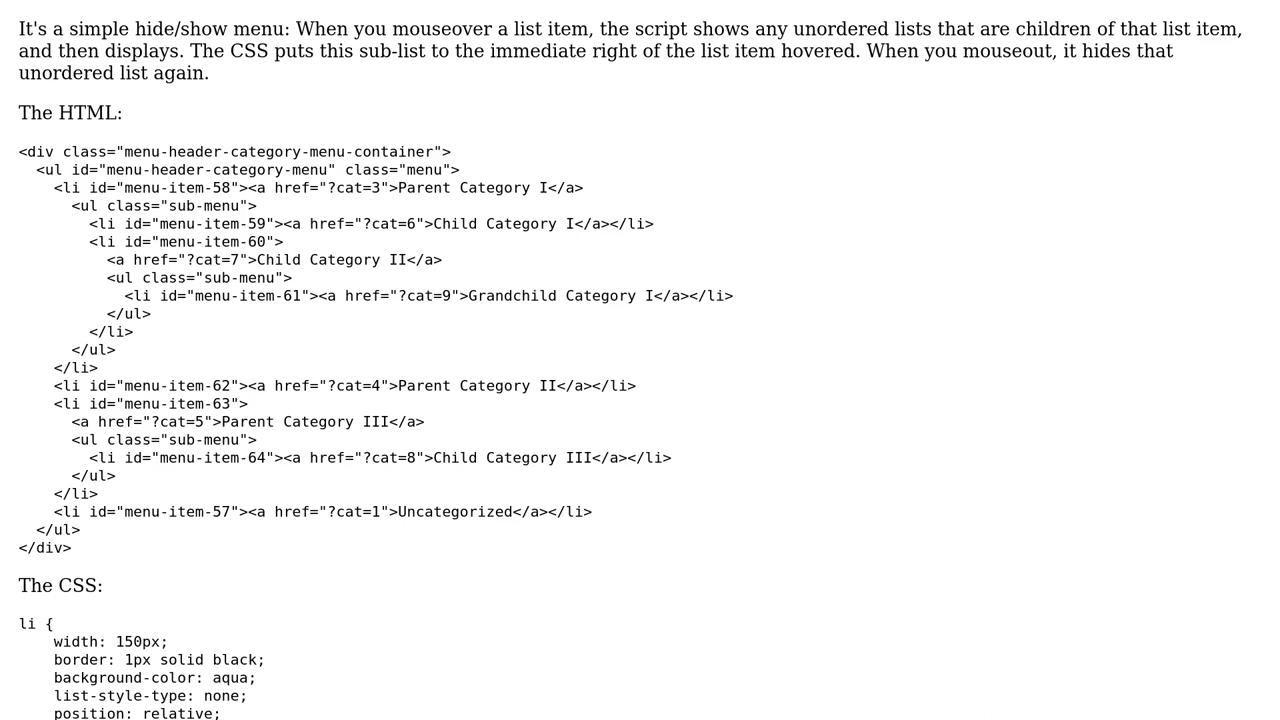 It's a simple hide/show menu: When you mouseover a list item, the script shows any unordered lists that are children of that list item,
and then displays. The CSS puts this sub-list to the immediate right of the list item hovered. When you mouseout, it hides that
unordered list again.
The HTML:
<div class="menu-header-category-menu-container">
  <ul id="menu-header-category-menu" class="menu">
    <li id="menu-item-58"><a href="?cat=3">Parent Category I</a>
      <ul class="sub-menu">
        <li id="menu-item-59"><a href="?cat=6">Child Category I</a></li>
        <li id="menu-item-60">
          <a href="?cat=7">Child Category II</a>
          <ul class="sub-menu">
            <li id="menu-item-61"><a href="?cat=9">Grandchild Category I</a></li>
          </ul>
        </li>
      </ul>
    </li>
    <li id="menu-item-62"><a href="?cat=4">Parent Category II</a></li>
    <li id="menu-item-63">
      <a href="?cat=5">Parent Category III</a>
      <ul class="sub-menu">
        <li id="menu-item-64"><a href="?cat=8">Child Category III</a></li>
      </ul>
    </li>
    <li id="menu-item-57"><a href="?cat=1">Uncategorized</a></li>
  </ul>
</div>
The CSS:
li {
    width: 150px;
    border: 1px solid black;
    background-color: aqua;
    list-style-type: none;
    position: relative;